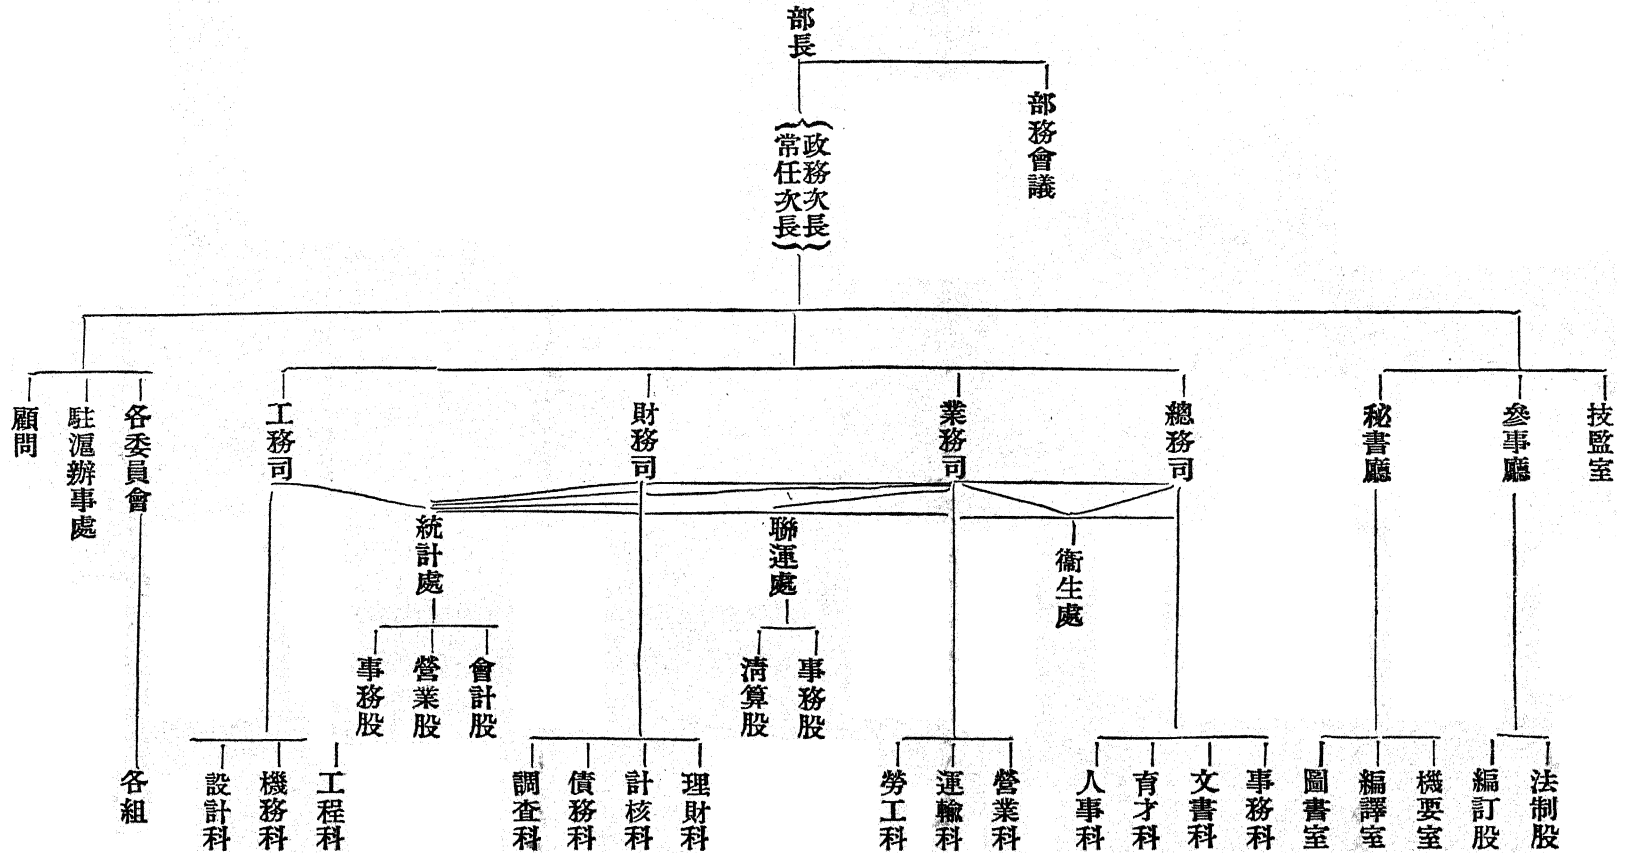 部長
部務會議
政務次長
常任次長
技監室
參事廳
秘書廳
總務司
業務司
財務司
工務司
各委員會
駐滬辦事處
顧問
衞生處
聯運處
統計處
事務股
清算股
會計股
營業股
事務股
法制股
編訂股
機要室
編譯室
圖書室
事務科
文書科
育才科
人事科
營業科
運輸科
勞工科
理財科
計核科
債務科
調查科
工程科
機務科
設計科
各組